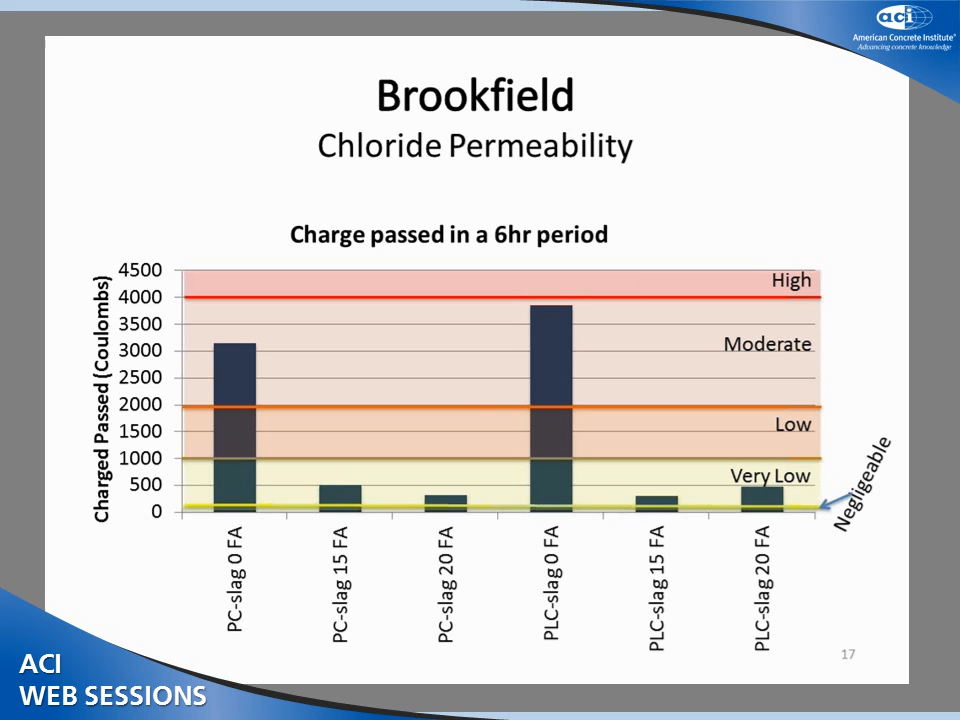 aci
American Concrete Institute®
Advancing concrete knowledge
Brookfield
Chloride Permeability
Charge passed in a 6hr period
Charged Passed (Coulombs)
4500
4000
3500
3000
2500
2000
1500
1000
500
0
High
Moderate
Low
Very Low
Negligeable
PC-slag 0 FA
PC-slag 15 FA
PC-slag 20 FA
PLC-slag 0 FA
PLC-slag 15 FA
PLC-slag 20 FA
17
ACI
WEB SESSIONS